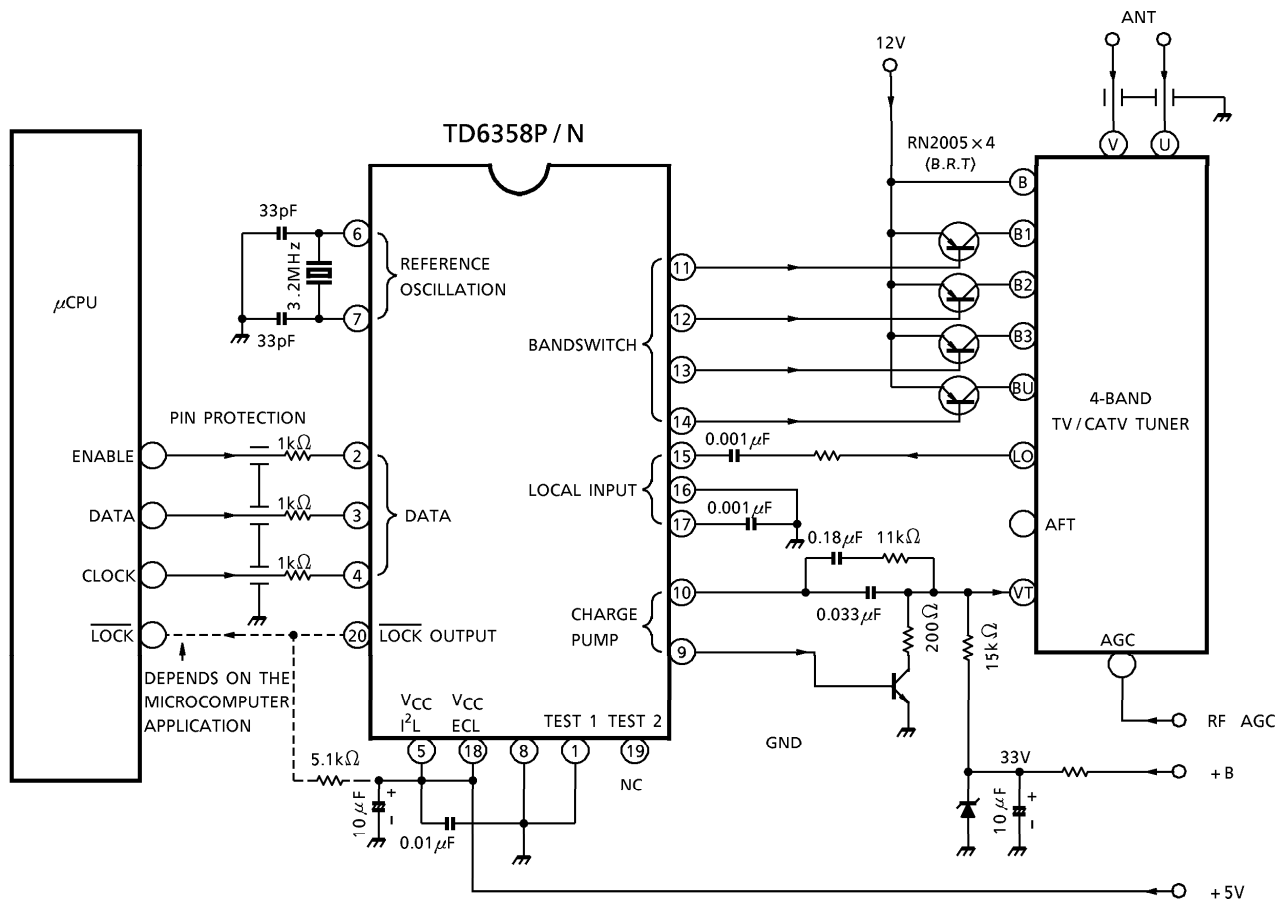 ANT
12V
TD6358P / N
RN2005 × 4
(B.R.T)
V
U
B
33pF
6
B1
3.2MHz
REFERENCE
OSCILLATION
11
B2
μCPU
7
33pF
12
BANDSWITCH
B3
13
BU
4-BAND
TV / CATV TUNER
14
PIN PROTECTION
0.001μF
ENABLE
1kΩ
2
15
LO
LOCAL INPUT
16
DATA
1kΩ
3
DATA
0.001μF
17
AFT
0.18μF
11kΩ
CLOCK
1kΩ
4
10
VT
0.033μF
CHARGE
PUMP
200Ω
15kΩ
L̅O̅C̅K̅
20
L̅O̅C̅K̅ OUTPUT
9
AGC
DEPENDS ON THE
MICROCOMPUTER
APPLICATION
VCC
I²L
VCC
ECL
TEST 1
TEST 2
RF AGC
5
18
8
1
19
GND
5.1kΩ
NC
33V
+B
10μF
+
-
0.01μF
10μF
+
-
+5V